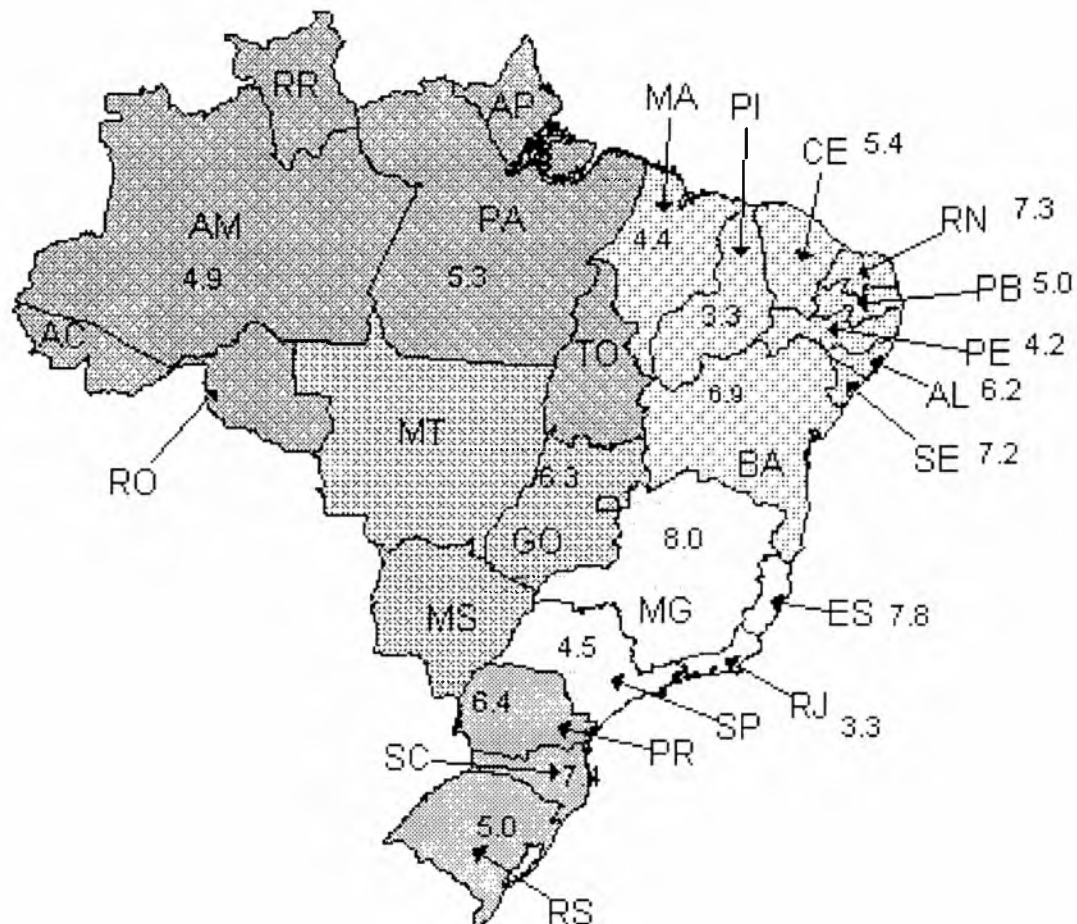 RR
AP
MA
PI
CE 5.4
RN 7.3
AM
4.9
PA
5.3
4.4
PB 5.0
AC
3.3
PE 4.2
TO
6.9
AL 6.2
MT
BA
SE 7.2
RO
6.3
GO
8.0
MS
MG
ES 7.8
4.5
6.4
SP
RJ 3.3
PR
SC
7.4
5.0
RS